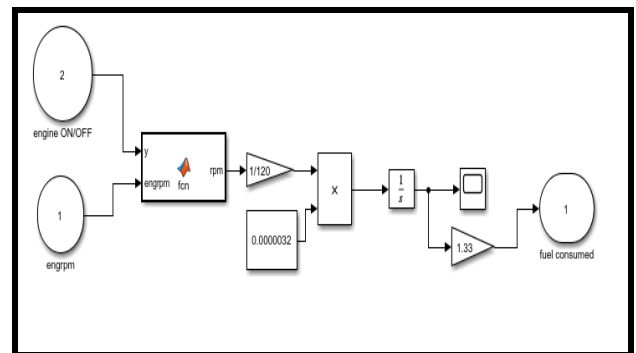 2
engine ON/OFF
y
engrpm
fcn
rpm
1
engrpm
1/120
0.0000032
×
1
s
1.33
1
fuel consumed